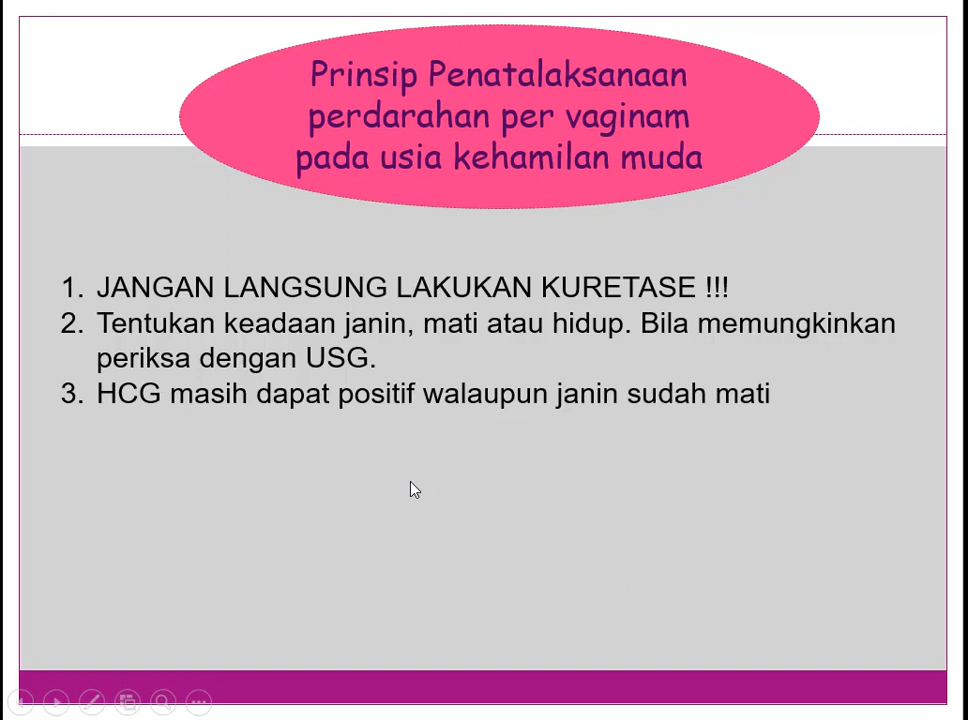 Prinsip Penatalaksanaan
perdarahan per vaginam
pada usia kehamilan muda
1. JANGAN LANGSUNG LAKUKAN KURETASE !!!
2. Tentukan keadaan janin, mati atau hidup. Bila memungkinkan
periksa dengan USG.
3. HCG masih dapat positif walaupun janin sudah mati